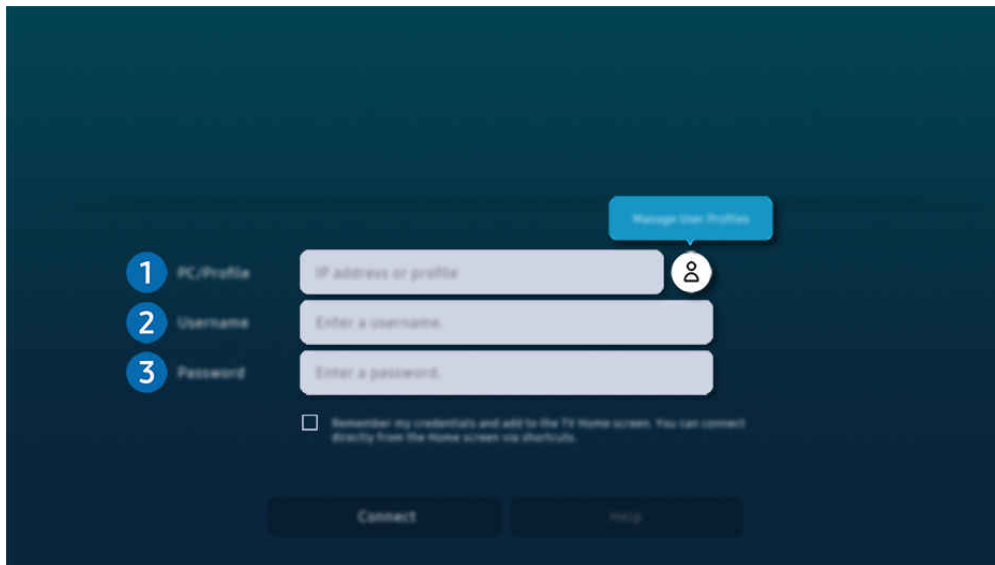 Manage User Profiles
1 PC/Profile IP address or profile
2 Username Enter a username.
3 Password Enter a password.
Remember my credentials and add to the TV Home screen. You can connect
directly from the Home screen via shortcuts.
Connect Help